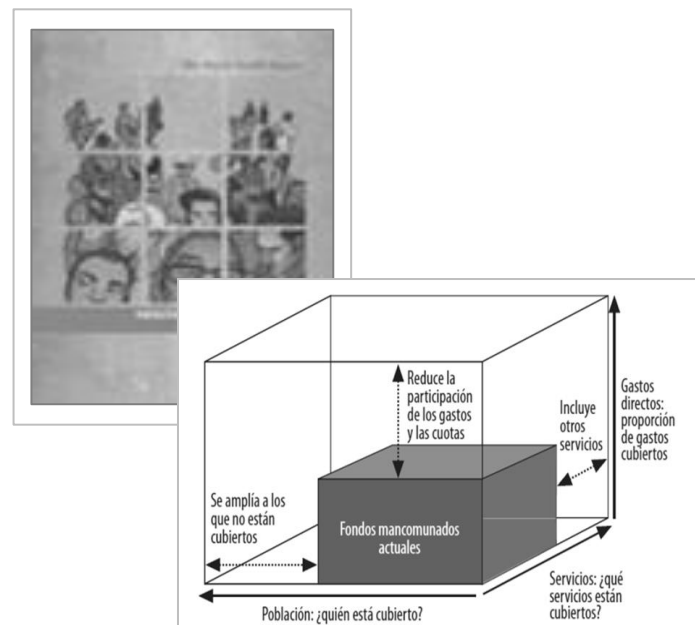 Reduce la
participación
de los gastos
y las cuotas
Incluye
otros
servicios
Gastos
directos:
proporción
de gastos
cubiertos
Se amplía a los
que no están
cubiertos
Fondos mancomunados
actuales
Servicios: ¿qué
servicios están
cubiertos?
Población: ¿quién está cubierto?